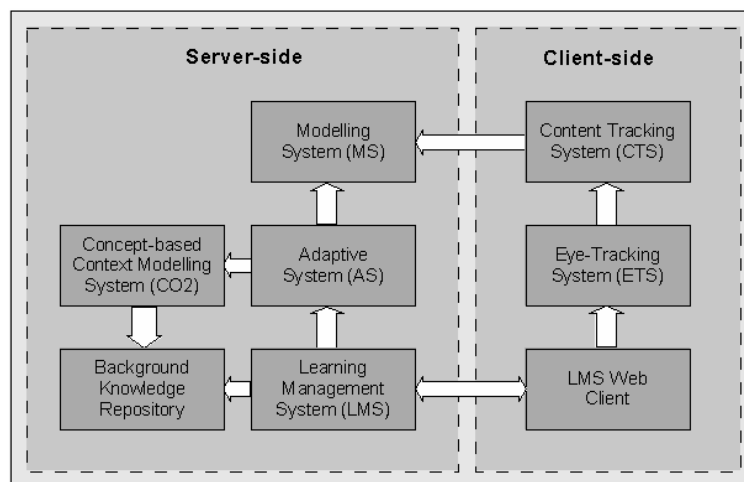 Server-side
Client-side
Modelling
System (MS)
Content Tracking
System (CTS)
Concept-based
Context Modelling
System (CO2)
Adaptive
System (AS)
Eye-Tracking
System (ETS)
Background
Knowledge
Repository
Learning
Management
System (LMS)
LMS Web
Client